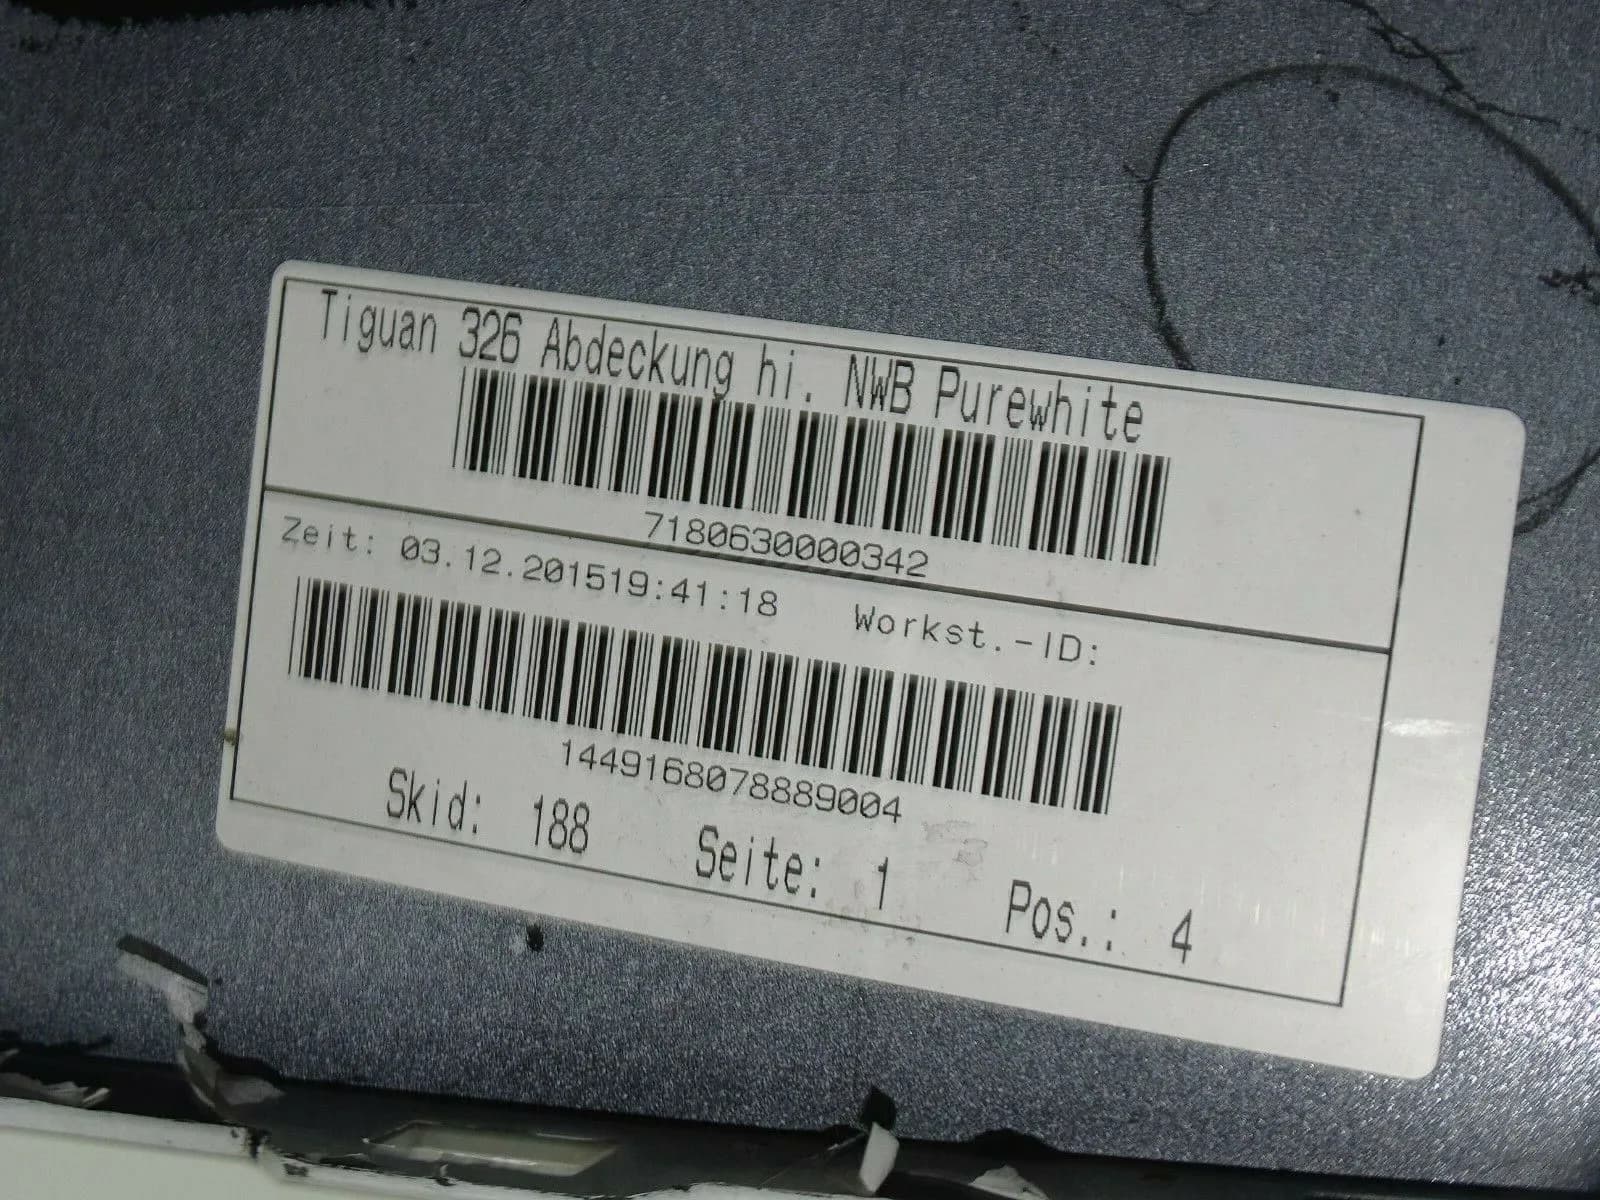 Tiguan 326 Abdeckung hi. NWB Purewhite
7180630000342
Zeit: 03.12.201519:41:18 Workst.-ID:
1449168078889004
Skid: 188 Seite: 1 Pos.: 4